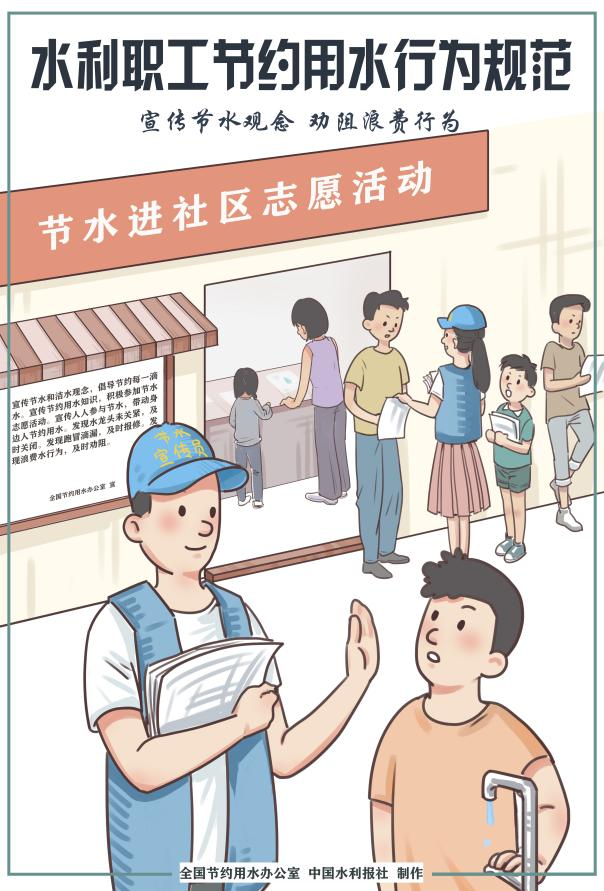 水利职工节约用水行为规范
宣传节水观念 劝阻浪费行为
节水进社区志愿活动
宣传节水和洁水观念，倡导节约每一滴
水。宣传节约用水知识，积极参加节水
志愿活动。宣传人人参与节水，带动身
边人节约用水。发现水龙头未关紧，及
时关闭。发现跑冒滴漏，及时报修。发
现浪费水行为，及时劝阻。
全国节约用水办公室 宣
节水
宣传员
全国节约用水办公室 中国水利报社 制作